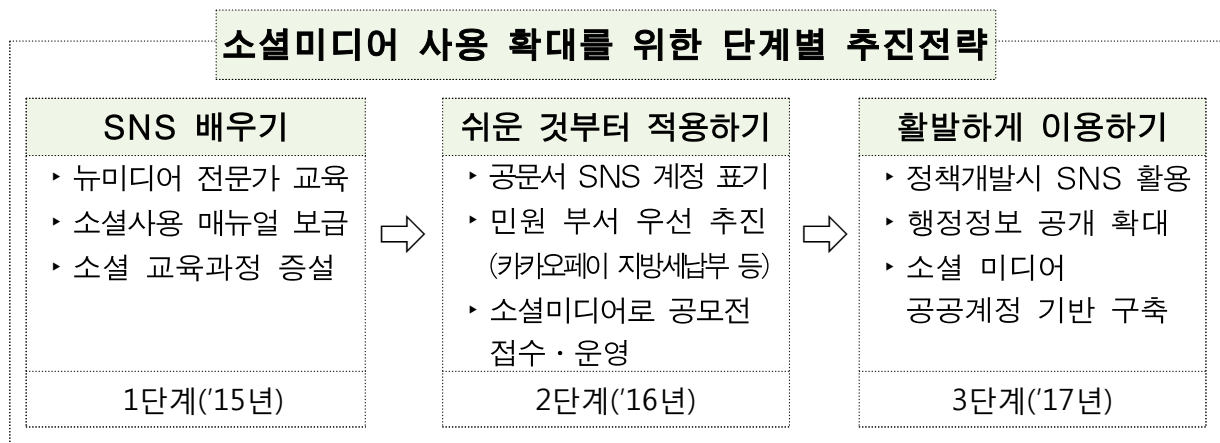 소셜미디어 사용 확대를 위한 단계별 추진전략
SNS 배우기
‣ 뉴미디어 전문가 교육
‣ 소셜사용 매뉴얼 보급
‣ 소셜 교육과정 증설
1단계('15년)
쉬운 것부터 적용하기
‣ 공문서 SNS 계정 표기
‣ 민원 부서 우선 추진
(카카오페이 지방세납부 등)
‣ 소셜미디어로 공모전
접수・운영
2단계('16년)
활발하게 이용하기
‣ 정책개발시 SNS 활용
‣ 행정정보 공개 확대
‣ 소셜 미디어
공공계정 기반 구축
3단계('17년)